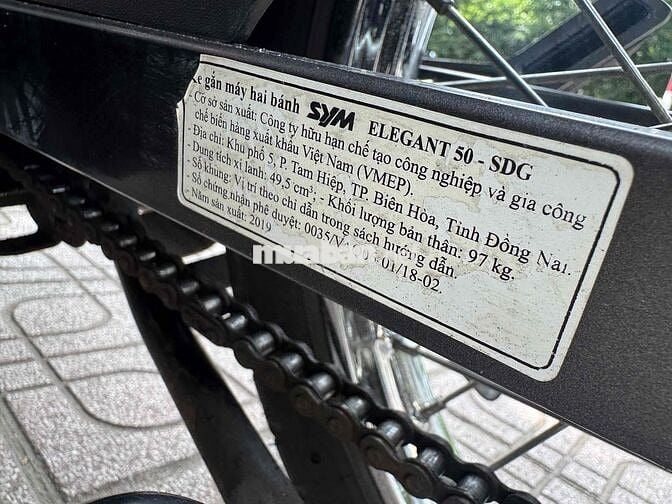 e gắn máy hai bánh SYM ELEGANT 50 - SDG
- Cơ sở sản xuất: Công ty hữu hạn chế tạo công nghiệp và gia công
chế biến hàng xuất khẩu Việt Nam (VMEP).
- Địa chỉ: Khu phố 5, P. Tam Hiệp, TP. Biên Hòa, Tỉnh Đồng Nai.
- Dung tích xi lanh: 49,5 cm³ - Khối lượng bản thân: 97 kg.
- Số khung: Vị trí theo chỉ dẫn trong sách hướng dẫn.
- Số chứng nhận phê duyệt: 0035/V 01/18-02.
- Năm sản xuất: 2019